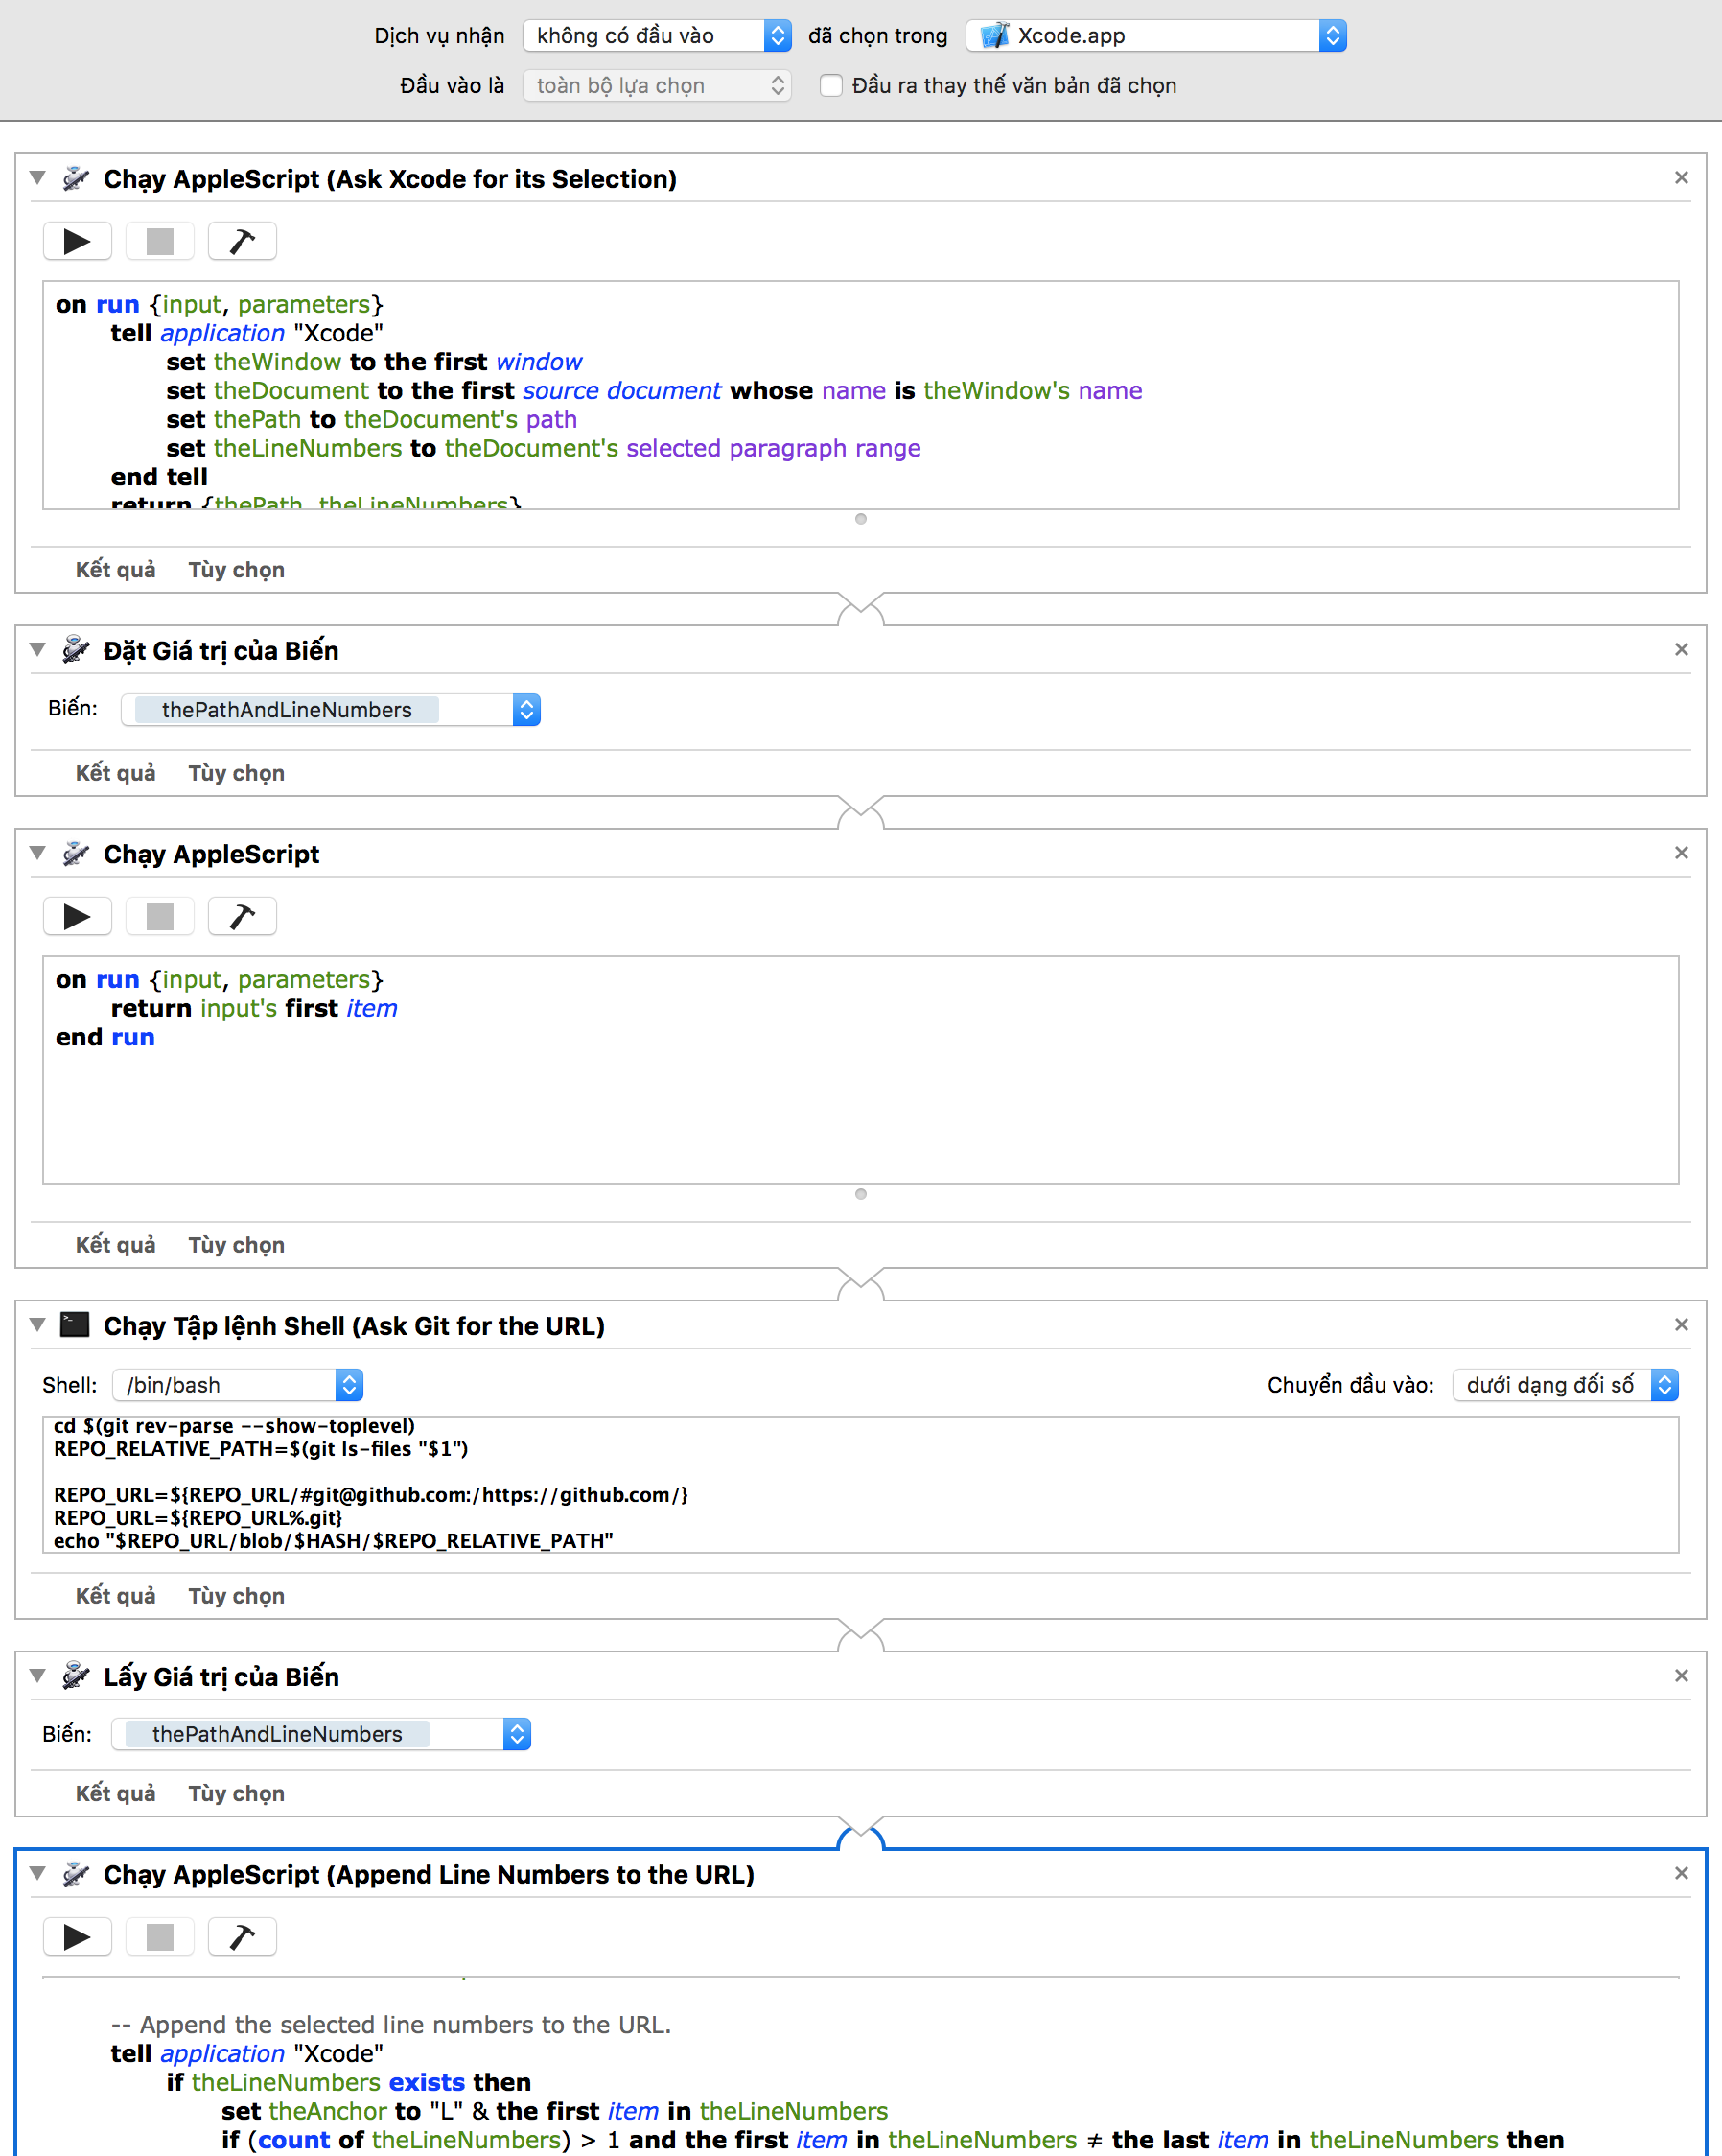 Dịch vụ nhận không có đầu vào đã chọn trong Xcode.app
Đầu vào là toàn bộ lựa chọn Đầu ra thay thế văn bản đã chọn
Chạy AppleScript (Ask Xcode for its Selection)
on run {input, parameters}
tell application "Xcode"
set theWindow to the first window
set theDocument to the first source document whose name is theWindow's name
set thePath to theDocument's path
set theLineNumbers to theDocument's selected paragraph range
end tell
return {thePath, theLineNumbers}
Kết quả Tùy chọn
Đặt Giá trị của Biến
Biến: thePathAndLineNumbers
Kết quả Tùy chọn
Chạy AppleScript
on run {input, parameters}
return input's first item
end run
Kết quả Tùy chọn
Chạy Tập lệnh Shell (Ask Git for the URL)
Shell: /bin/bash Chuyển đầu vào: dưới dạng đối số
cd $(git rev-parse --show-toplevel)
REPO_RELATIVE_PATH=$(git ls-files "$1")
REPO_URL=${REPO_URL/#git@github.com:/https://github.com/}
REPO_URL=${REPO_URL%.git}
echo "$REPO_URL/blob/$HASH/$REPO_RELATIVE_PATH"
Kết quả Tùy chọn
Lấy Giá trị của Biến
Biến: thePathAndLineNumbers
Kết quả Tùy chọn
Chạy AppleScript (Append Line Numbers to the URL)
-- Append the selected line numbers to the URL.
tell application "Xcode"
if theLineNumbers exists then
set theAnchor to "L" & the first item in theLineNumbers
if (count of theLineNumbers) > 1 and the first item in theLineNumbers ≠ the last item in theLineNumbers then